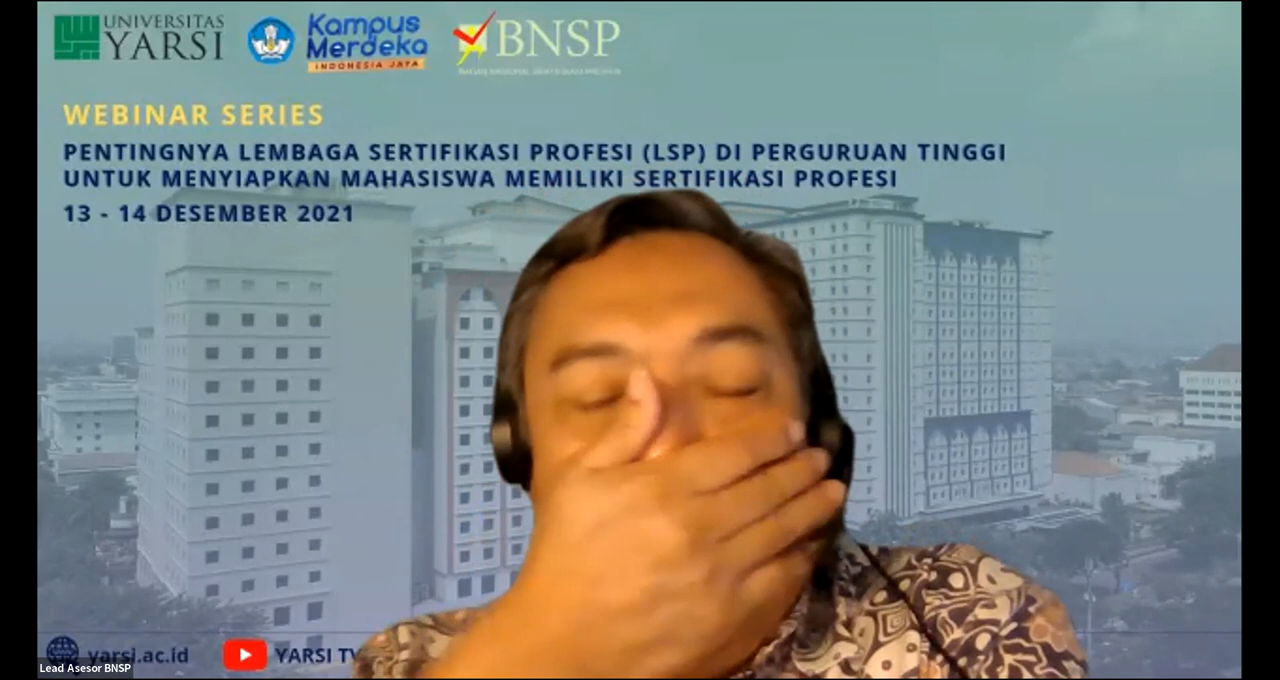 UNIVERSITAS
YARSI
Kampus
Merdeka
INDONESIA JAYA
BNSP
WEBINAR SERIES
PENTINGNYA LEMBAGA SERTIFIKASI PROFESI (LSP) DI PERGURUAN TINGGI
UNTUK MENYIAPKAN MAHASISWA MEMILIKI SERTIFIKASI PROFESI
13 - 14 DESEMBER 2021
yarsi.ac.id
YARSI TV
Lead Asesor BNSP